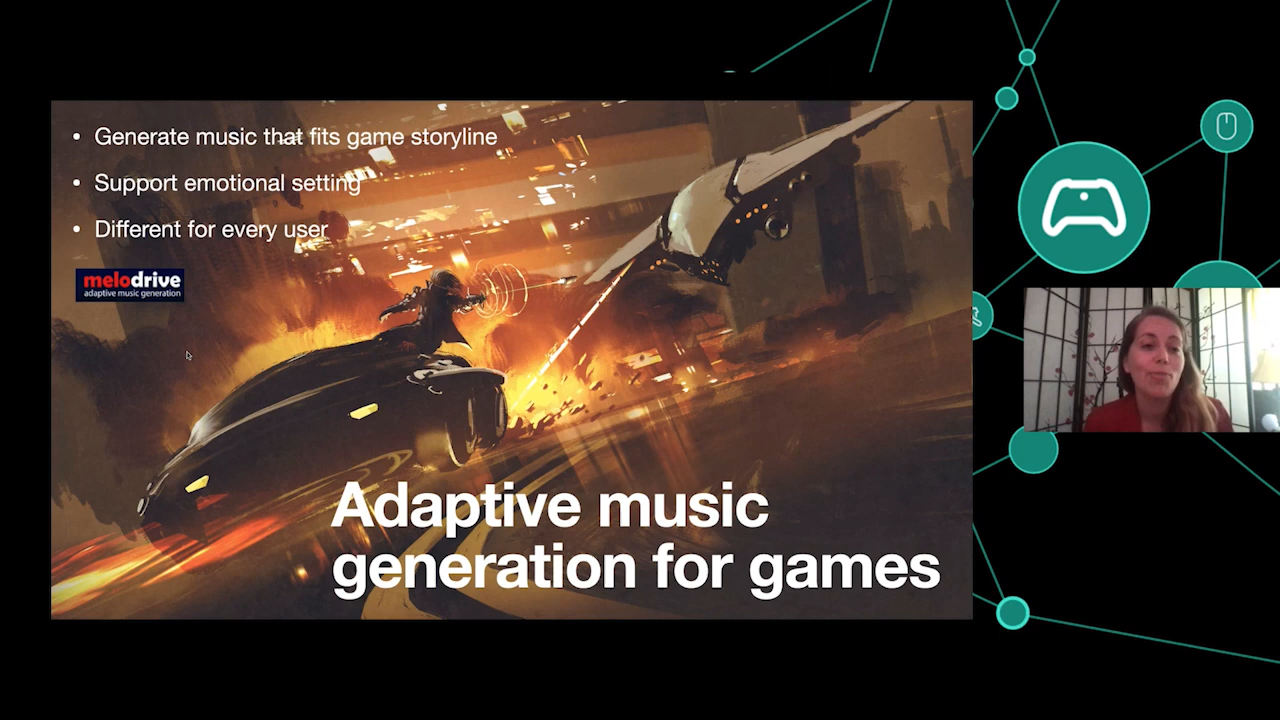 • Generate music that fits game storyline
• Support emotional setting
• Different for every user
melodrive
adaptive music generation
Adaptive music
generation for games